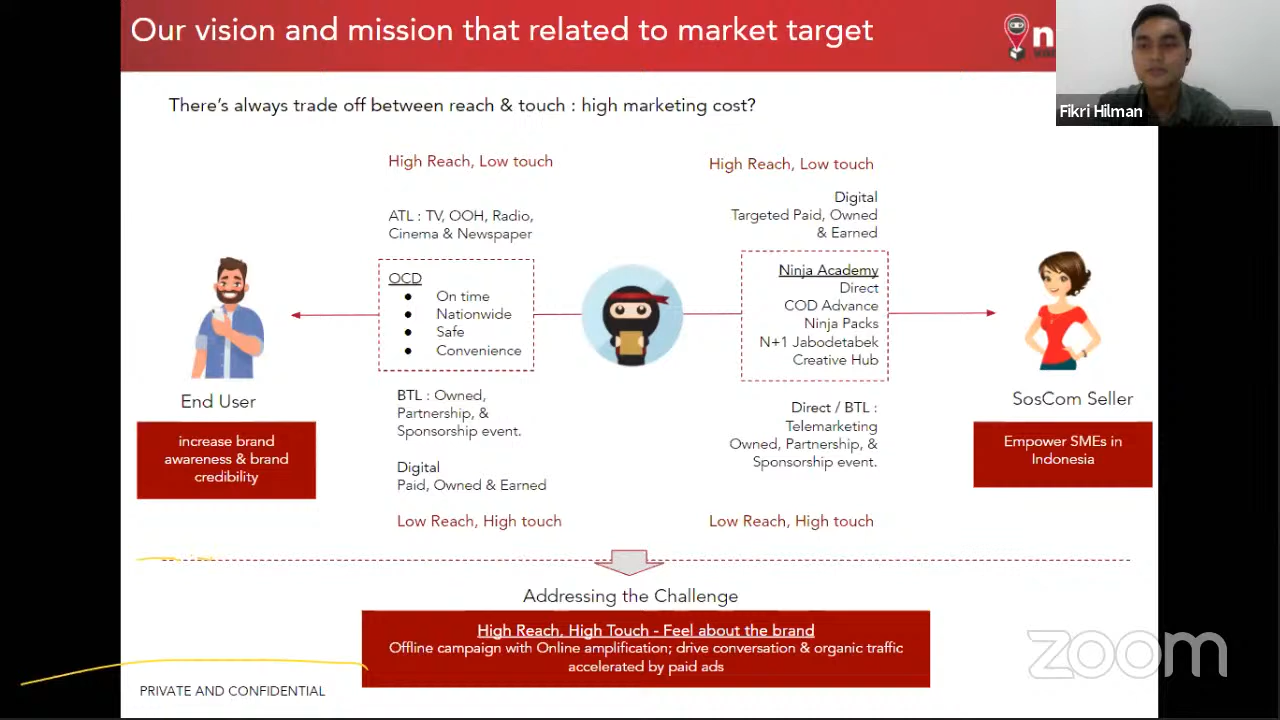 Our vision and mission that related to market target
n
Fikri Hilman
There's always trade off between reach & touch : high marketing cost?
High Reach, Low touch
ATL : TV, OOH, Radio,
Cinema & Newspaper
OCD
● On time
● Nationwide
● Safe
● Convenience
BTL : Owned,
Partnership, &
Sponsorship event.
Digital
Paid, Owned & Earned
Low Reach, High touch
End User
increase brand
awareness & brand
credibility
High Reach, Low touch
Digital
Targeted Paid, Owned
& Earned
Ninja Academy
Direct
COD Advance
Ninja Packs
N+1 Jabodetabek
Creative Hub
Direct / BTL :
Telemarketing
Owned, Partnership, &
Sponsorship event.
Low Reach, High touch
SosCom Seller
Empower SMEs in
Indonesia
Addressing the Challenge
High Reach, High Touch - Feel about the brand
Offline campaign with Online amplification; drive conversation & organic traffic
accelerated by paid ads
PRIVATE AND CONFIDENTIAL
zoom